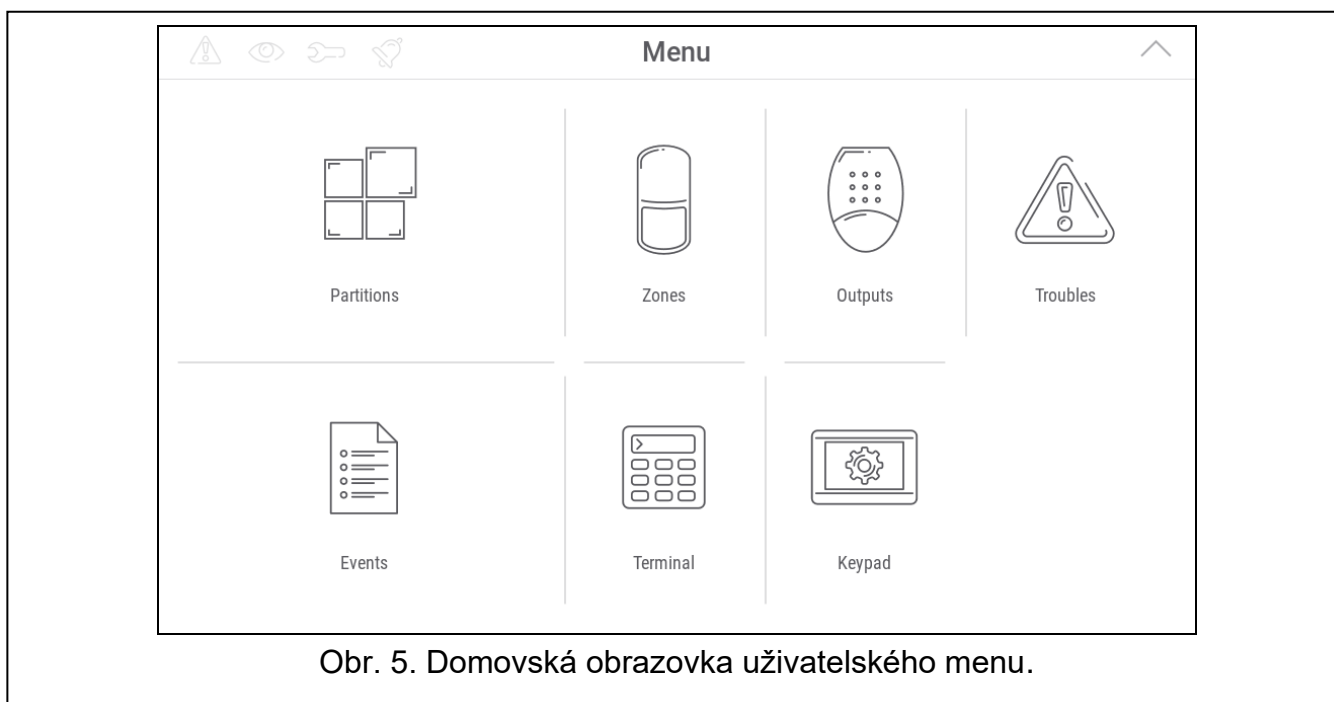 Menu
Partitions
Zones
Outputs
Troubles
Events
Terminal
Keypad
Obr. 5. Domovská obrazovka uživatelského menu.